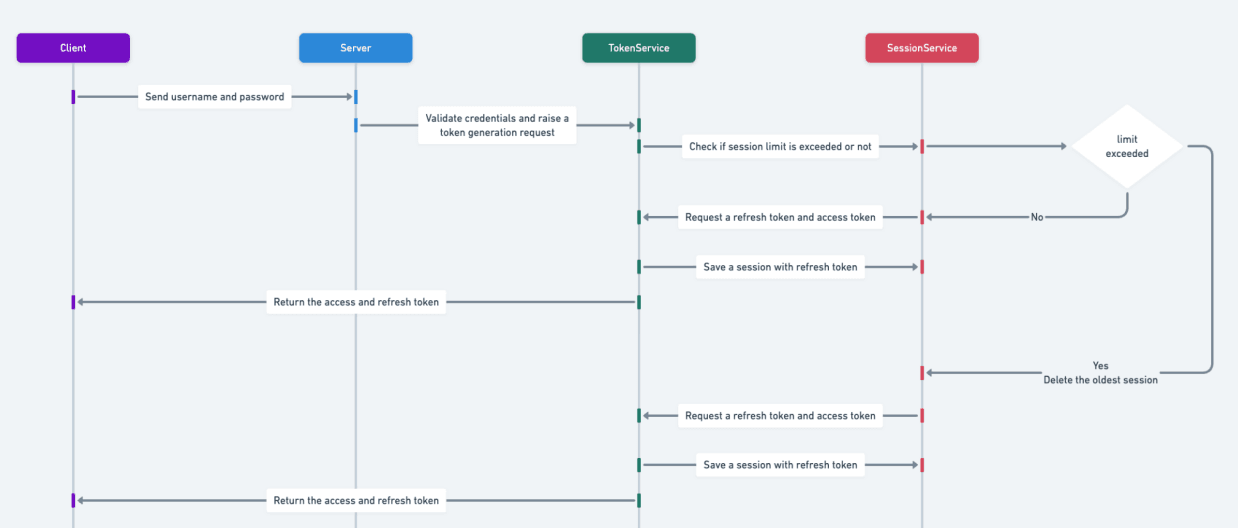 Client
Server
TokenService
SessionService
Send username and password
Validate credentials and raise a
token generation request
Check if session limit is exceeded or not
limit
exceeded
Request a refresh token and access token
No
Save a session with refresh token
Return the access and refresh token
Yes
Delete the oldest session
Request a refresh token and access token
Save a session with refresh token
Return the access and refresh token